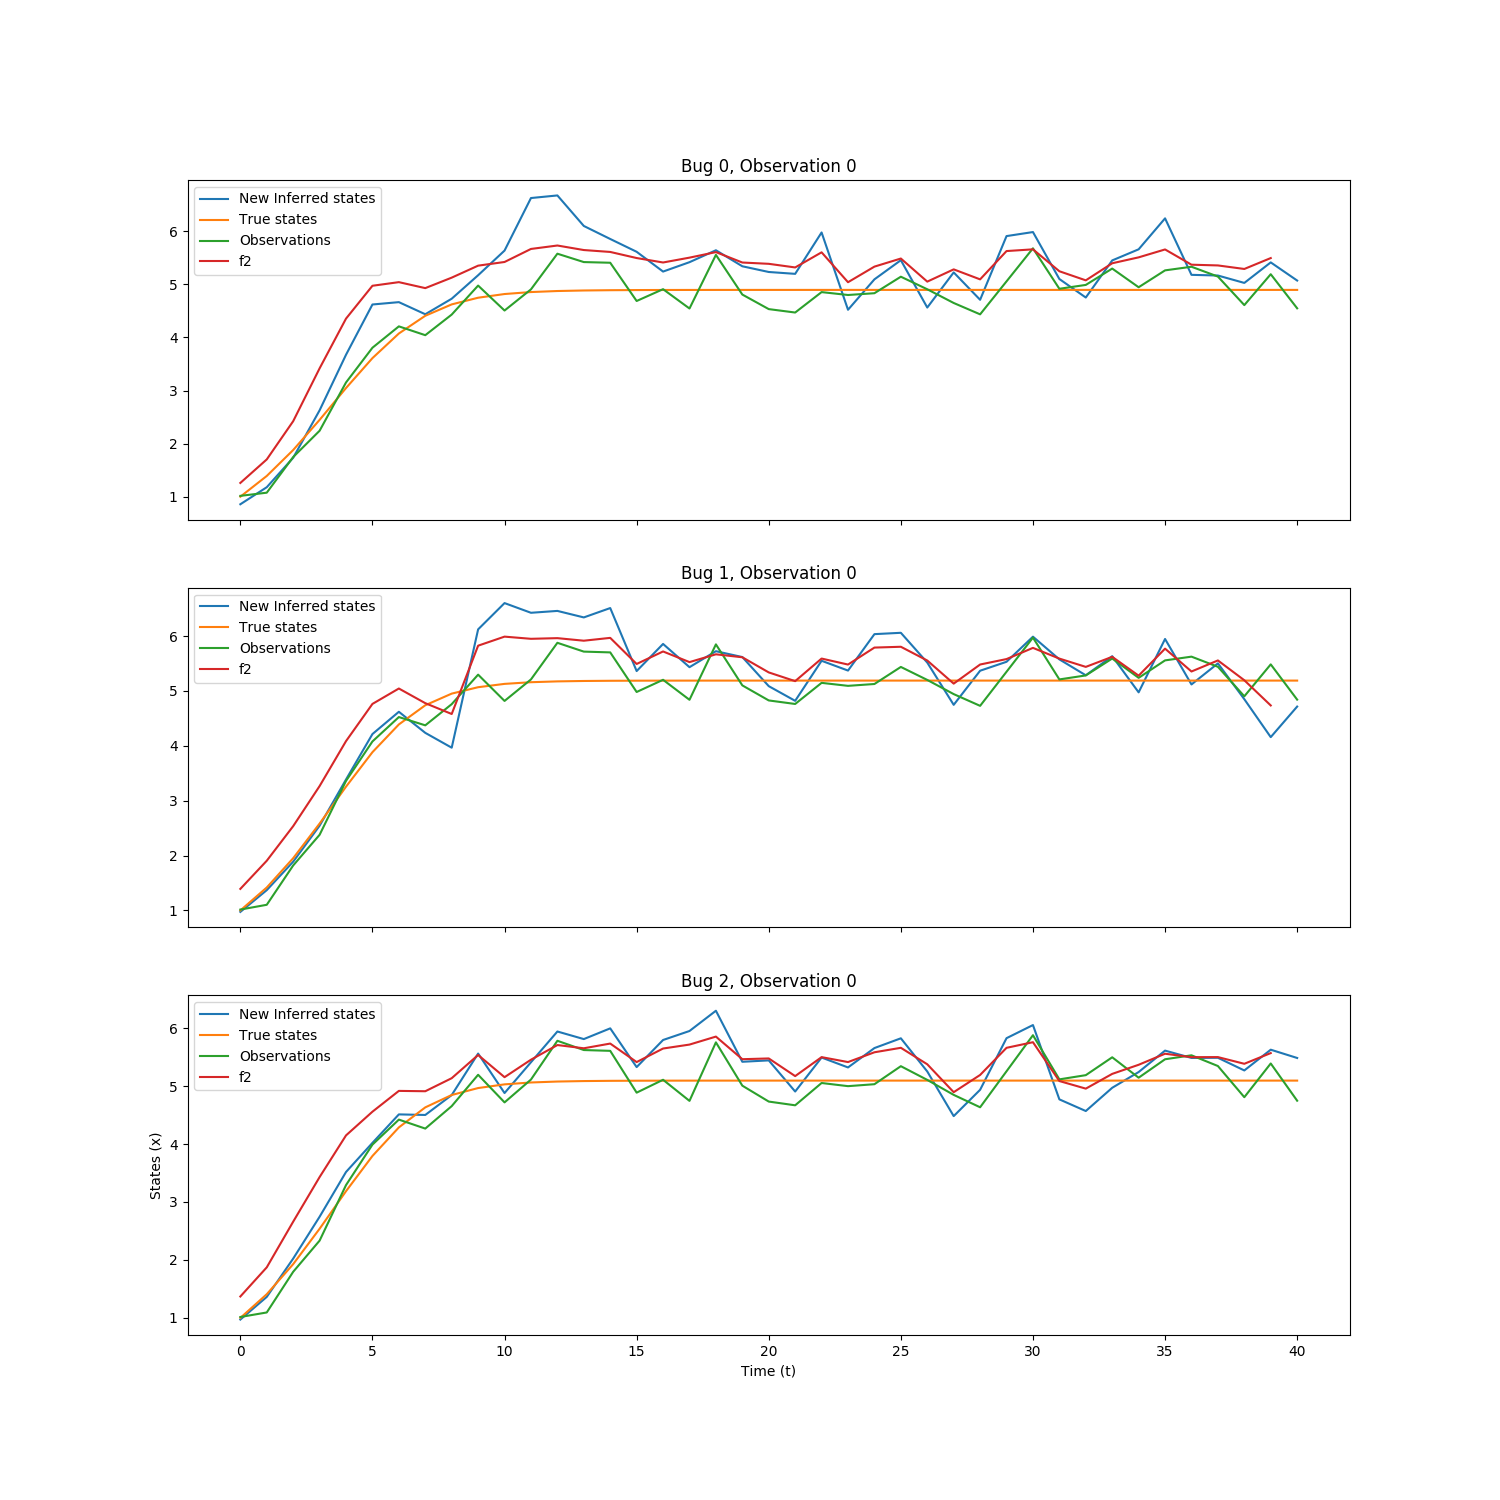 Bug 0, Observation 0
New Inferred states
True states
Observations
f2
6
5
4
3
2
1
Bug 1, Observation 0
New Inferred states
True states
Observations
f2
6
5
4
3
2
1
Bug 2, Observation 0
New Inferred states
True states
Observations
f2
6
5
4
3
2
1
States (x)
0 5 10 15 20 25 30 35 40
Time (t)